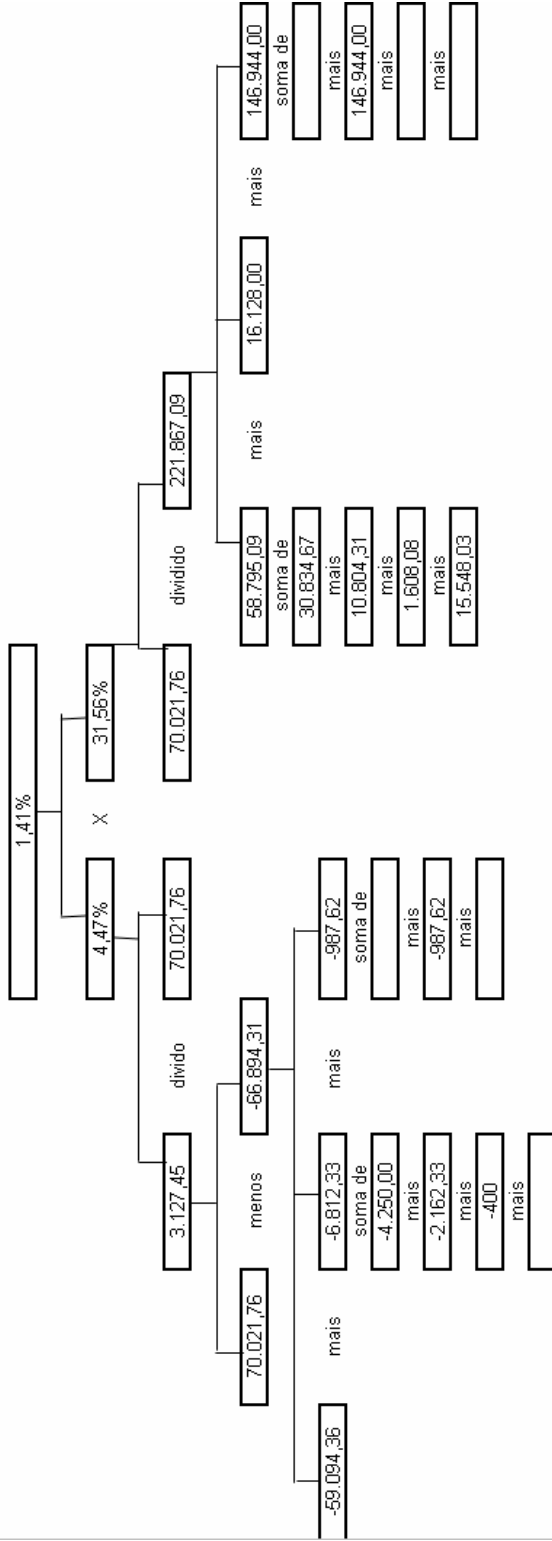 1,41%
4,47% X 31,56%
3.127,45 divido 70.021,76 70.021,76 dividido 221.867,09
70.021,76 menos -66.894,31 58.795,09 mais 16.128,00 mais 146.944,00
soma de soma de
30.834,67
-59.094,36 mais -6.812,33 mais -987,62 mais mais
soma de soma de 10.804,31 146.944,00
-4.250,00 mais mais
mais mais 1.608,08
-2.162,33 -987,62 mais mais
mais mais 15.548,03
-400
mais